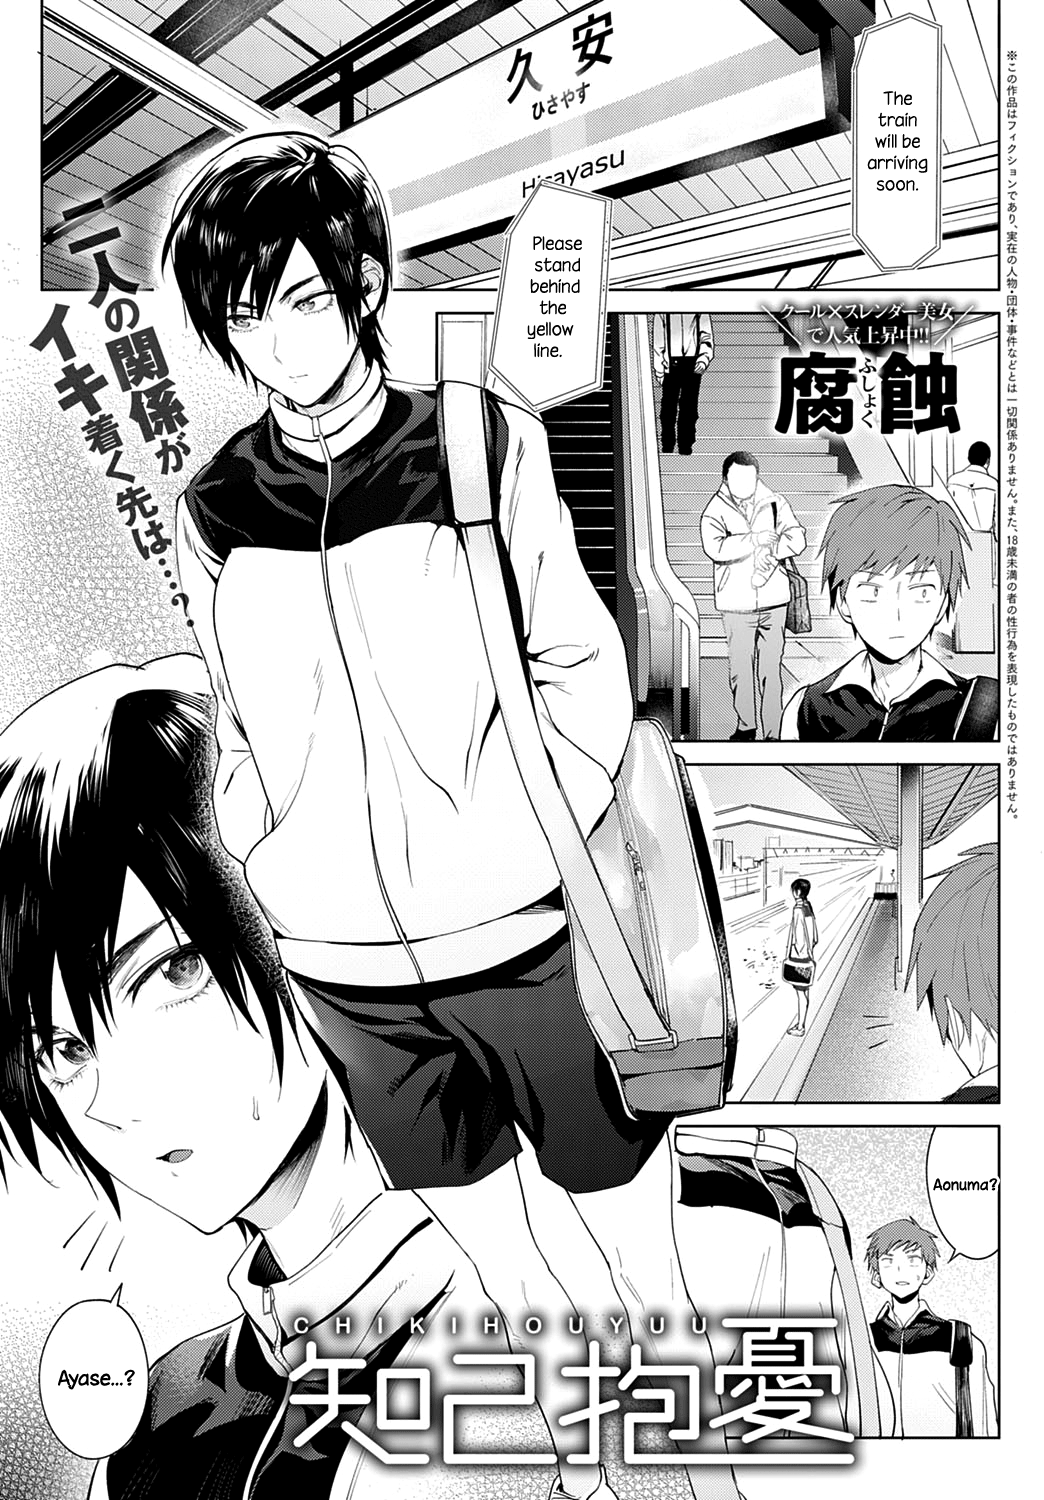 ※この作品はフィクションであり、実在の人物・団体・事件などとは一切関係ありません。また、18歳未満の者の性行為を表現したものではありません。
The
train
will be
arriving
soon.
久安
ひさやす
Hisayasu
Please
stand
behind
the
yellow
line.
二人の関係が
イキ着く先は…?
クール×スレンダー美女
で人気上昇中!!
腐蝕
ふしよく
Aonuma?
Ayase...?
CHIKIHOUYUU
知己抱憂